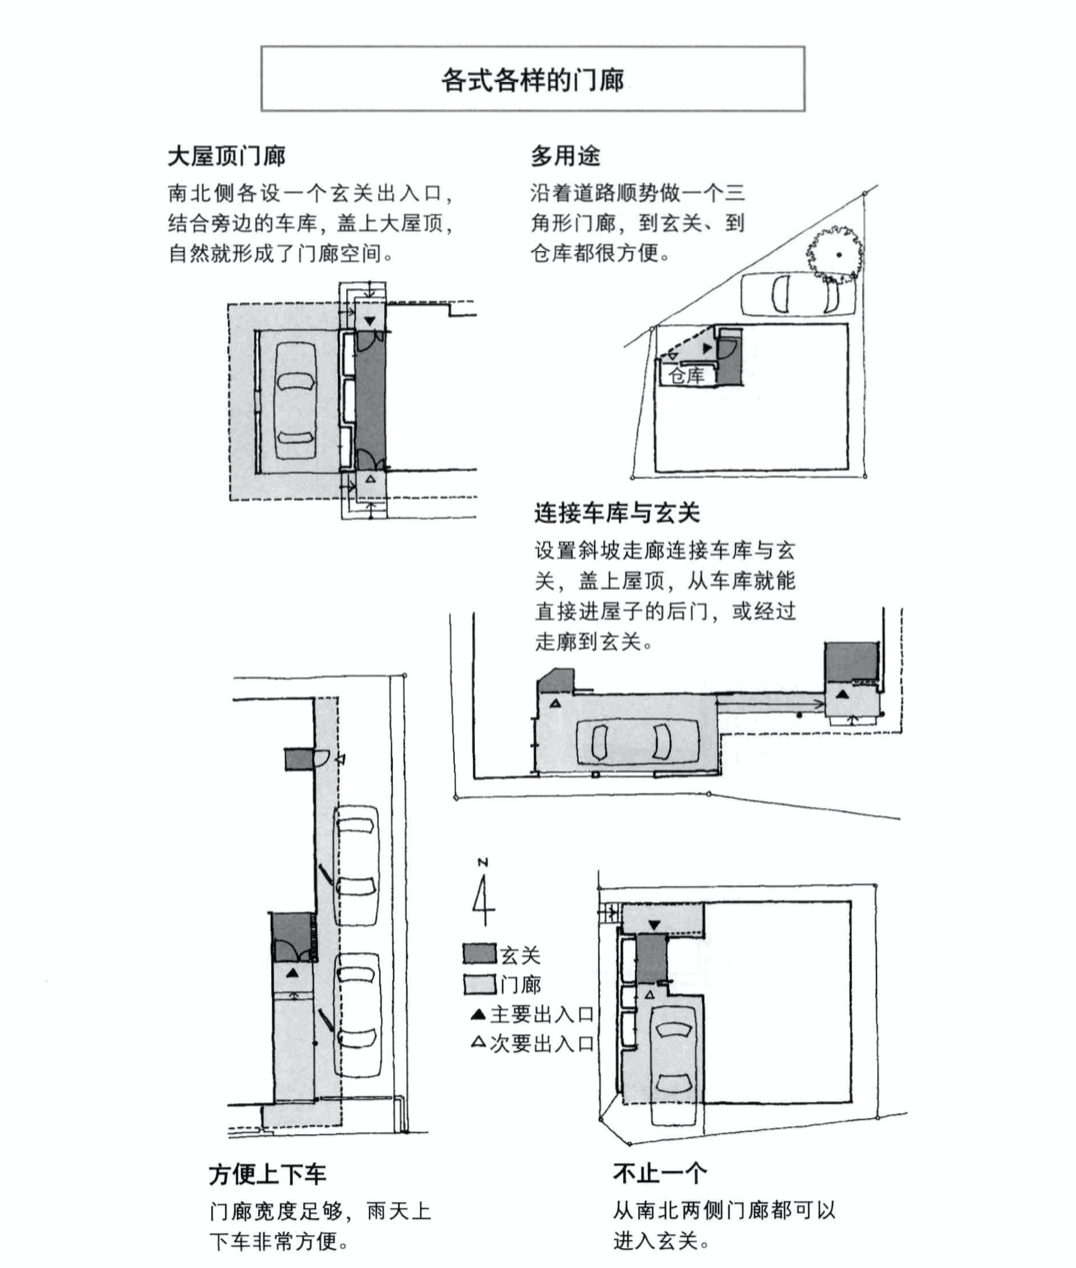 各式各样的门廊
大屋顶门廊
南北侧各设一个玄关出入口，
结合旁边的车库，盖上大屋顶，
自然就形成了门廊空间。
多用途
沿着道路顺势做一个三
角形门廊，到玄关、到
仓库都很方便。
仓库
连接车库与玄关
设置斜坡走廊连接车库与玄
关，盖上屋顶，从车库就能
直接进屋子的后门，或经过
走廓到玄关。
N
玄关
门廊
▲主要出入口
△次要出入口
方便上下车
门廊宽度足够，雨天上
下车非常方便。
不止一个
从南北两侧门廊都可以
进入玄关。